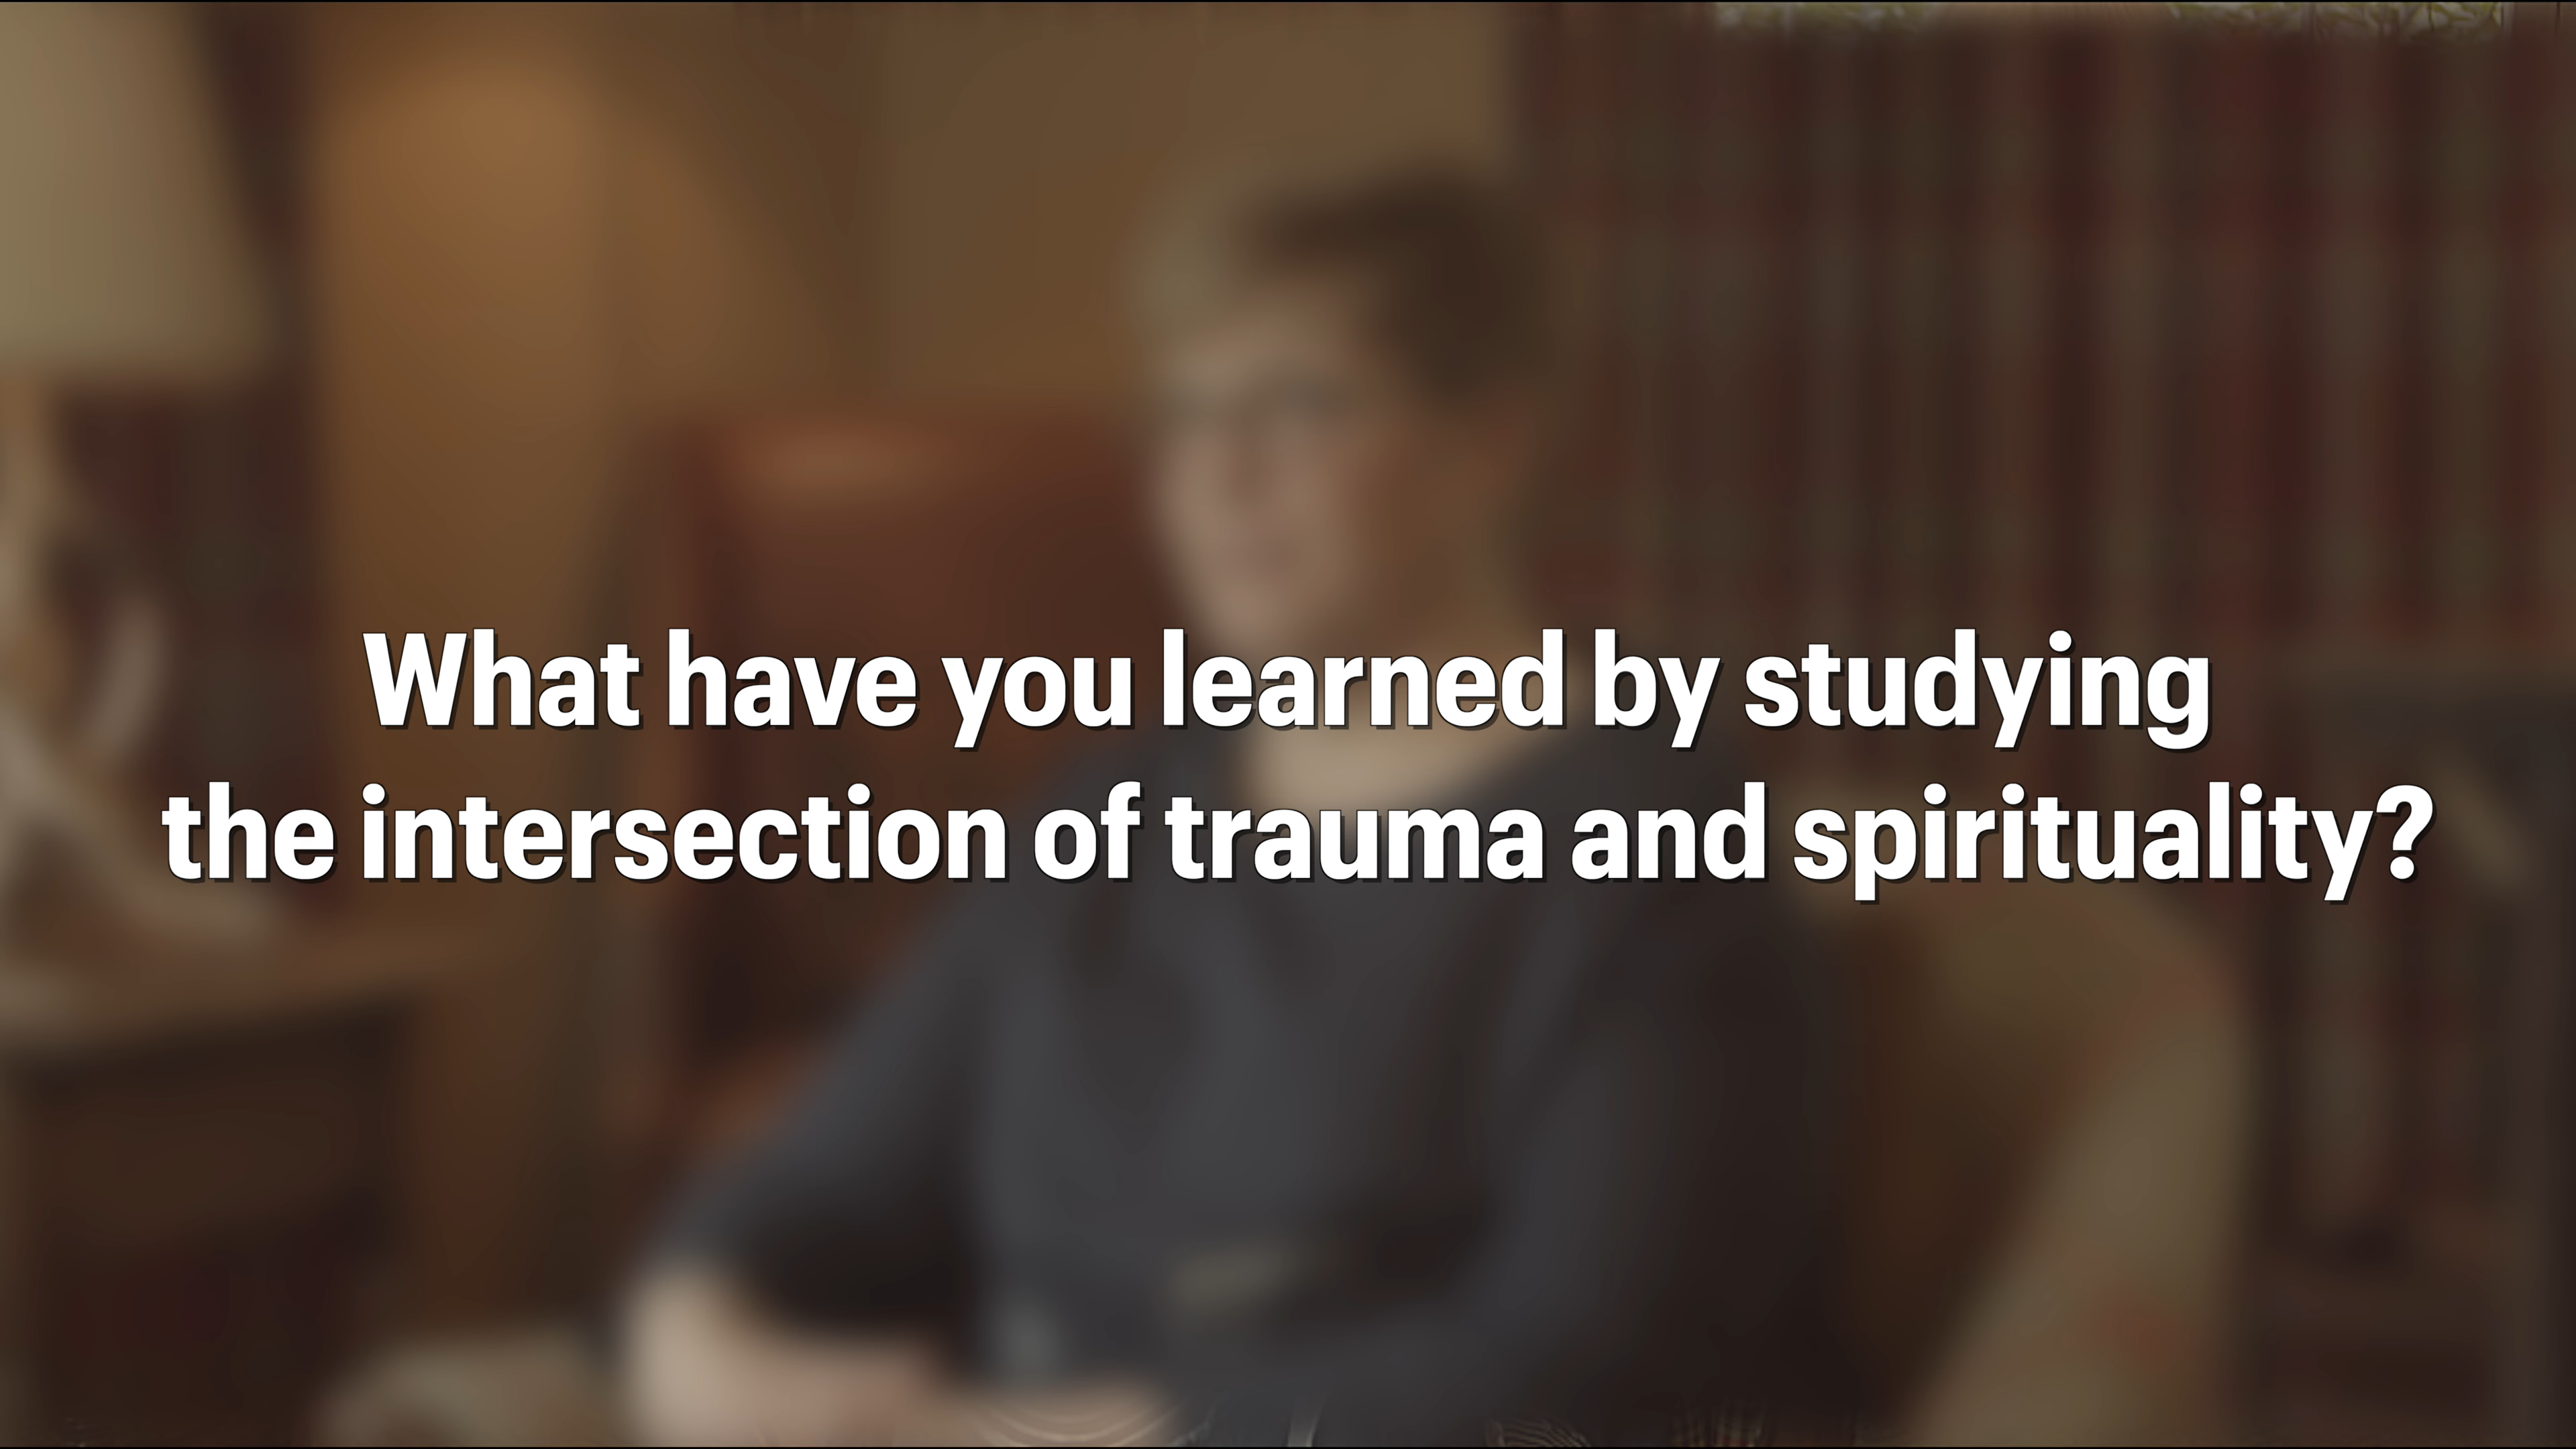 What have you learned by studying
the intersection of trauma and spirituality?